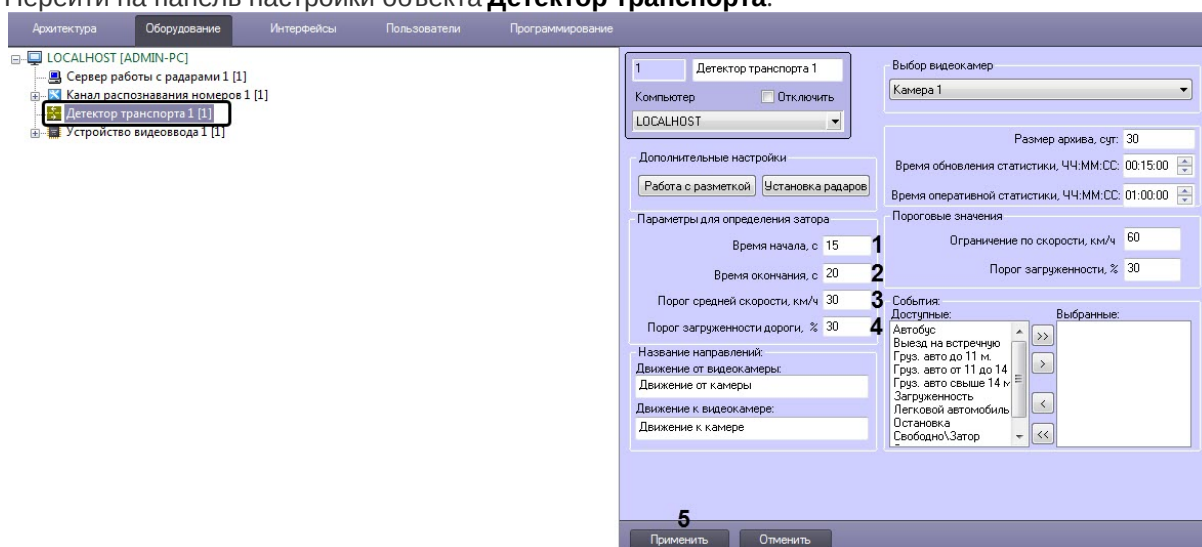 Перейти на панель настройки объекта Детектор транспорта.
Архитектура Оборудование Интерфейсы Пользователи Программирование
LOCALHOST [ADMIN-PC]
Сервер работы с радарами 1 [1]
Канал распознавания номеров 1 [1]
Детектор транспорта 1 [1]
Устройство видеоввода 1 [1]
1 Детектор транспорта 1
Компьютер Отключить
LOCALHOST
Дополнительные настройки
Работа с разметкой Установка радаров
Параметры для определения затора
Время начала, с 15 1
Время окончания, с 20 2
Порог средней скорости, км/ч 30 3
Порог загруженности дороги, % 30 4
Название направлений:
Движение от видеокамеры:
Движение от камеры
Движение к видеокамере:
Движение к камере
Выбор видеокамер
Камера 1
Размер архива, сут: 30
Время обновления статистики, ЧЧ:ММ:СС: 00:15:00
Время оперативной статистики, ЧЧ:ММ:СС: 01:00:00
Пороговые значения
Ограничение по скорости, км/ч 60
Порог загруженности, % 30
События:
Доступные: Выбранные:
Автобус
Выезд на встречную
Груз. авто до 11 м.
Груз. авто от 11 до 14
Груз. авто свыше 14 м
Загруженность
Легковой автомобиль
Остановка
Свободно\Затор
>>
>
<
<<
5
Применить Отменить